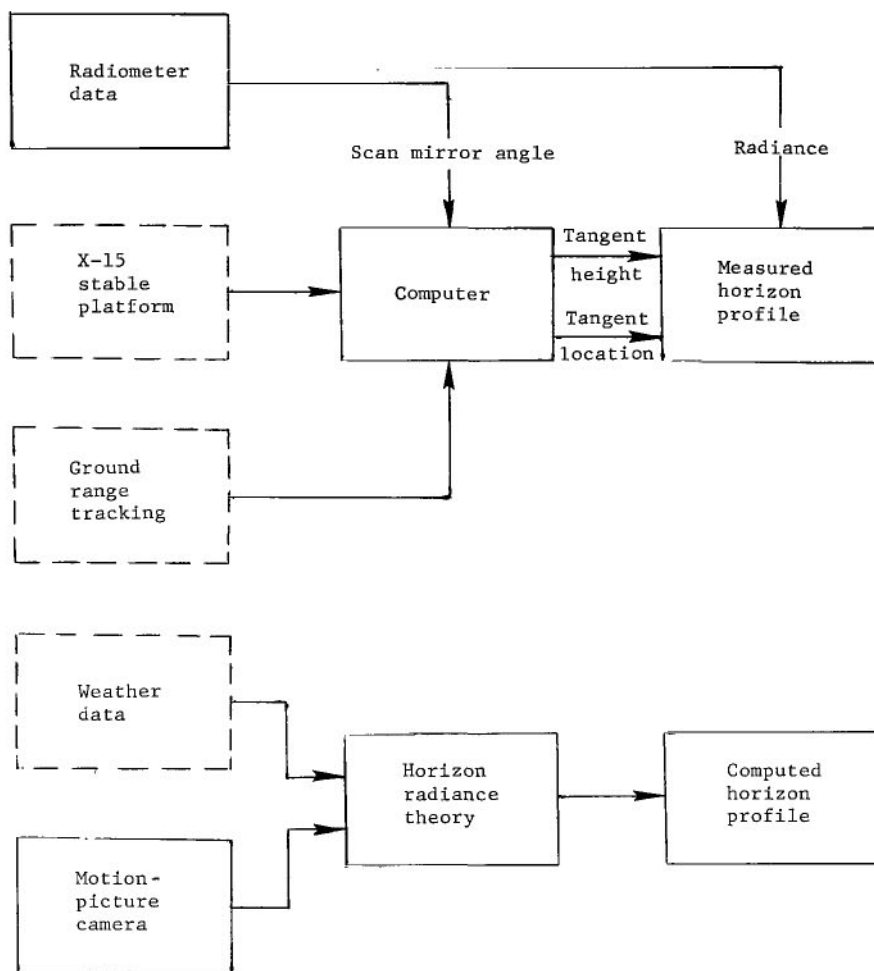 Radiometer
data
Scan mirror angle
Radiance
X-15
stable
platform
Computer
Tangent
height
Tangent
location
Measured
horizon
profile
Ground
range
tracking
Weather
data
Horizon
radiance
theory
Computed
horizon
profile
Motion-
picture
camera